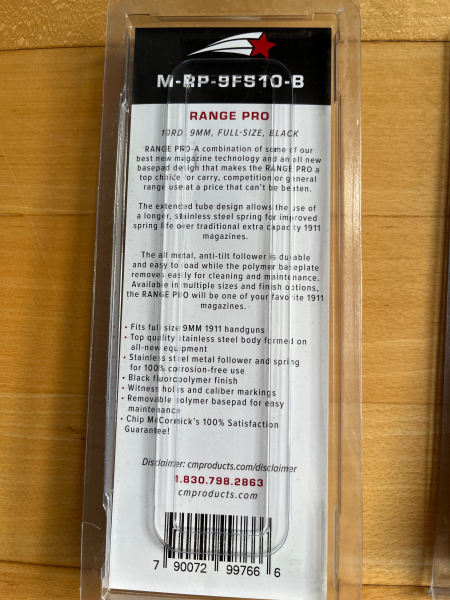 M-RP-9FS10-B
RANGE PRO
10RD, 9MM, FULL-SIZE, BLACK
RANGE PRO-A combination of some of our
best new magazine technology and an all new
basepad design that makes the RANGE PRO a
top choice for carry, competition or general
range use at a price that can't be beaten.
The extended tube design allows the use of
a longer, stainless steel spring for improved
spring life over traditional extra capacity 1911
magazines.
The all metal, anti-tilt follower is durable
and easy to load while the polymer baseplate
removes easily for cleaning and maintenance.
Available in multiple sizes and finish options,
the RANGE PRO will be one of your favorite 1911
magazines.
• Fits full size 9MM 1911 handguns
• Top quality stainless steel body formed on
all-new equipment
• Stainless steel metal follower and spring
for 100% corrosion-free use
• Black fluoropolymer finish
• Witness holes and caliber markings
• Removable polymer basepad for easy
maintenance
• Chip McCormick's 100% Satisfaction
Guarantee!
Disclaimer: cmproducts.com/disclaimer
1.830.798.2863
cmproducts.com
7 90072 99766 6